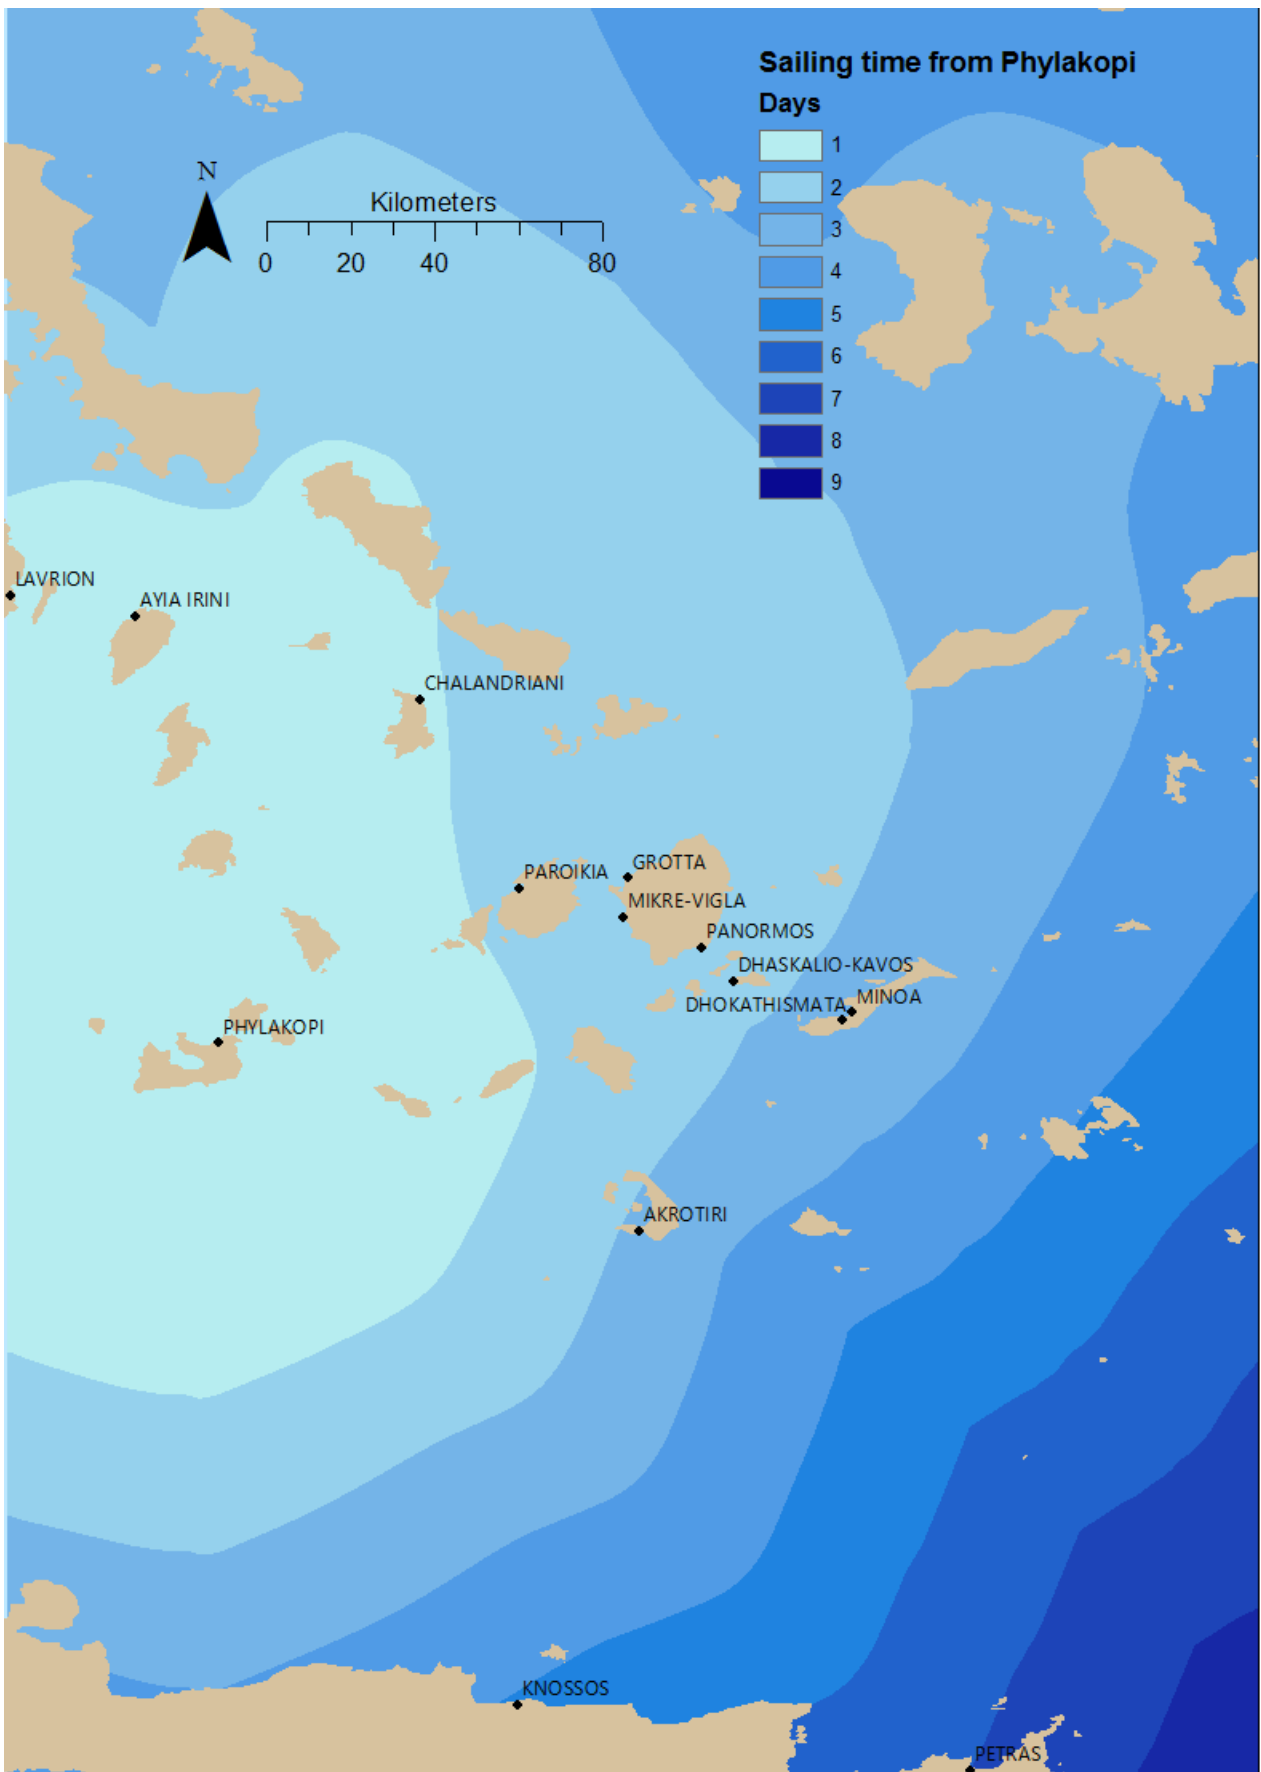 Sailing time from Phylakopi
Days
1
2
3
4
5
6
7
8
9
N
Kilometers
0 20 40 80
LAVRION
AYIA IRINI
CHALANDRIANI
PAROIKIA
GROTTA
MIKRE-VIGLA
PANORMOS
DHASKALIO-KAVOS
DHOKATHISMATA
MINOA
PHYLAKOPI
AKROTIRI
KNOSSOS
PETRAS